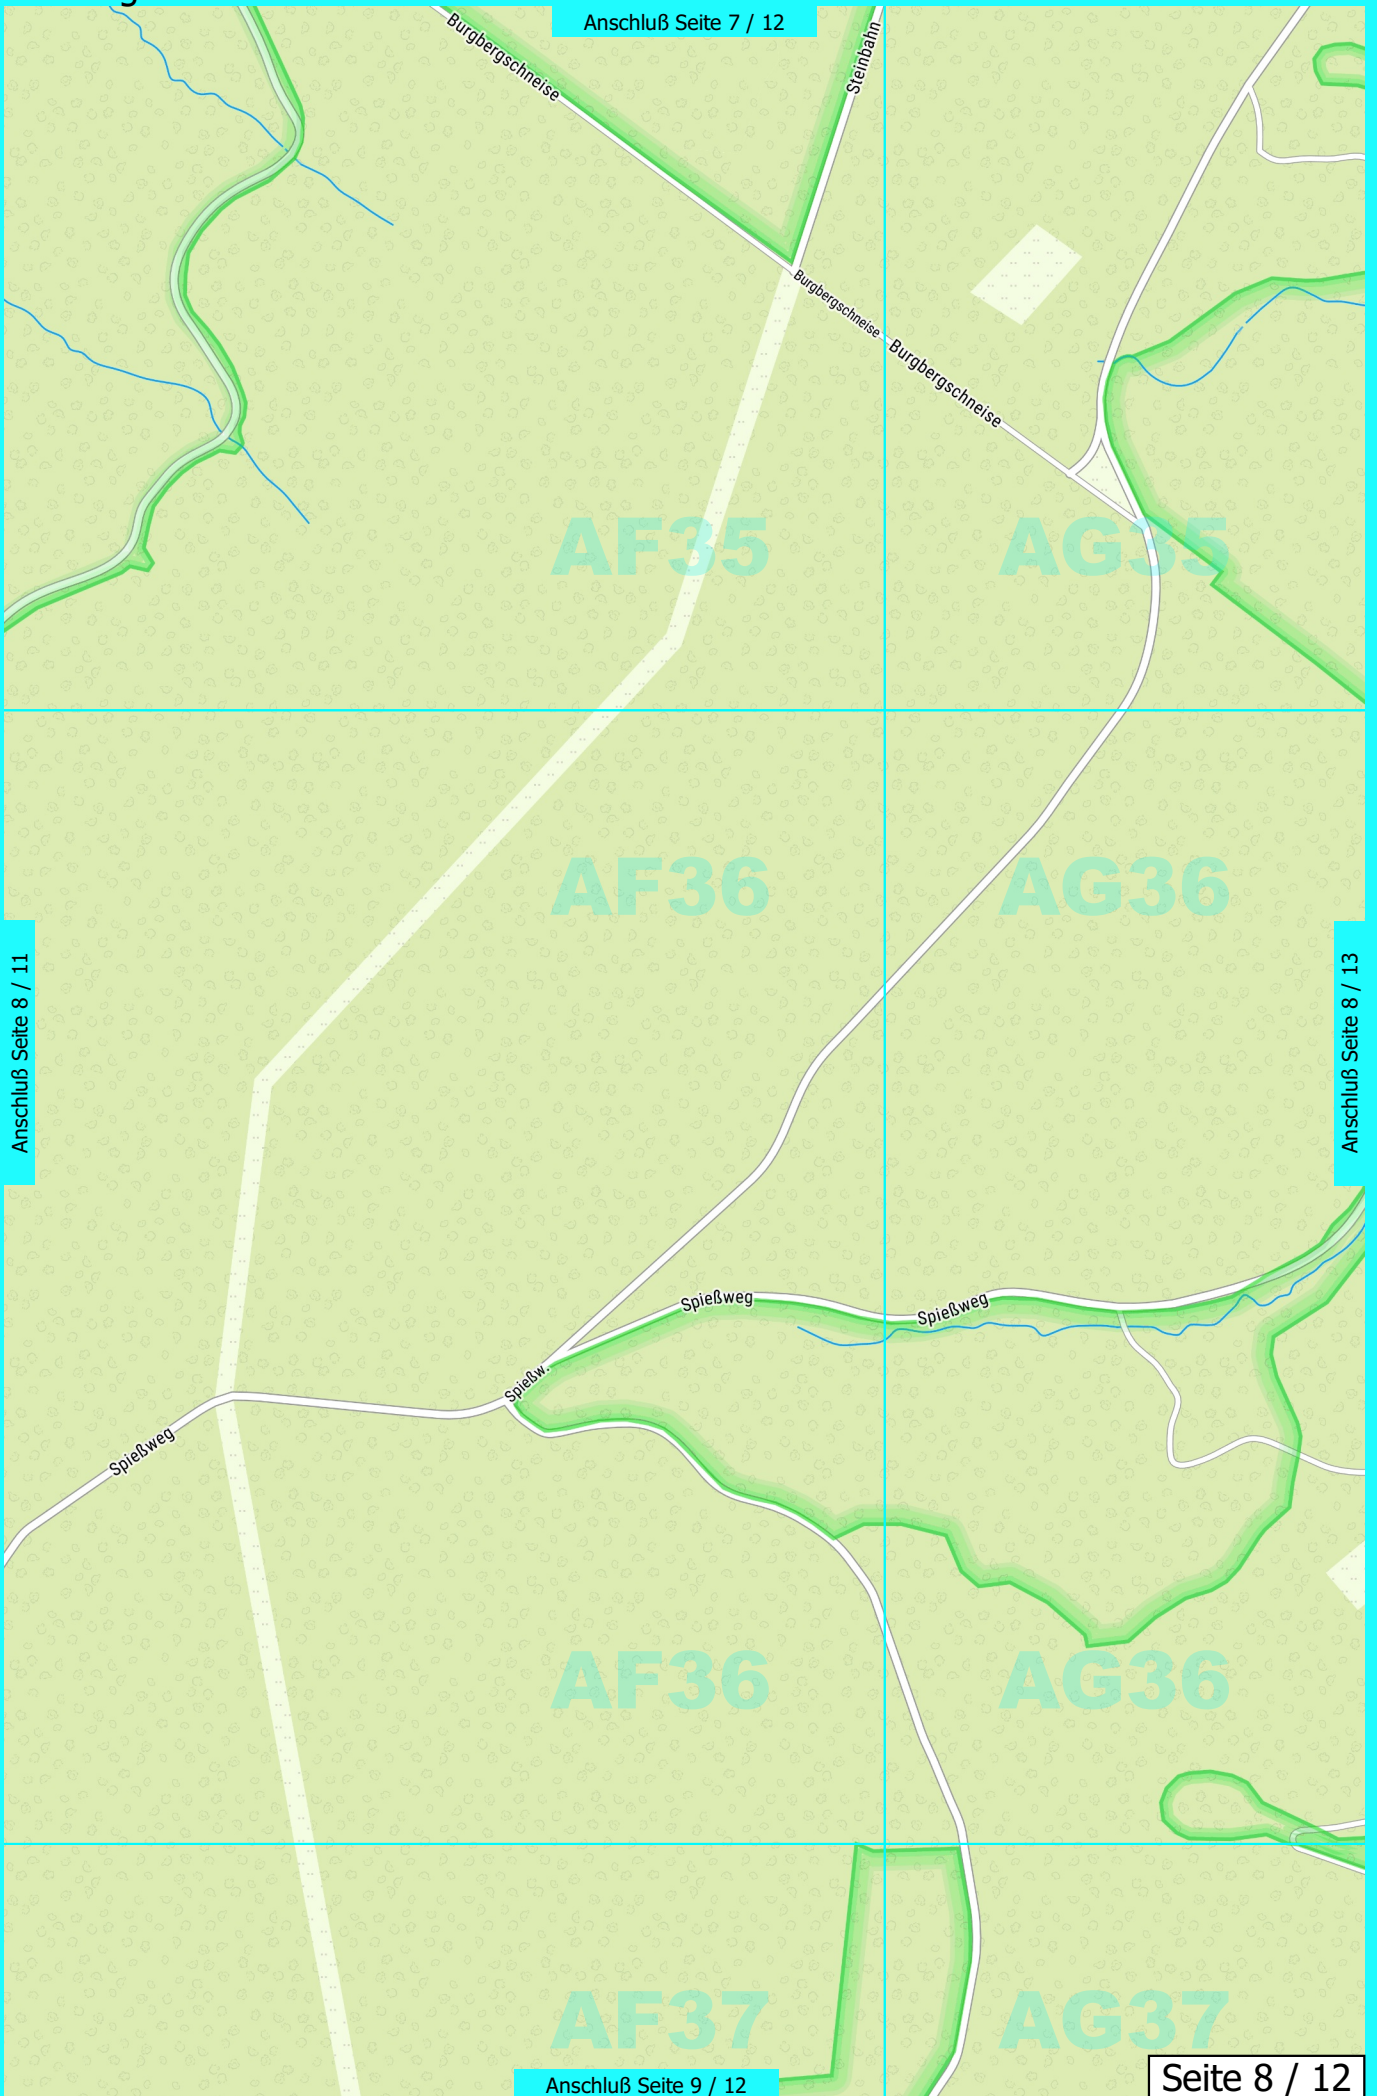 Anschluß Seite 7 / 12
Burgbergschneise
Steinbahn
Burgbergschneise
Burgbergschneise
AF35
AG35
AF36
AG36
Anschluß Seite 8 / 11
Anschluß Seite 8 / 13
Spießweg
Spießweg
Spießw.
Spießweg
AF36
AG36
AF37
AG37
Anschluß Seite 9 / 12
Seite 8 / 12